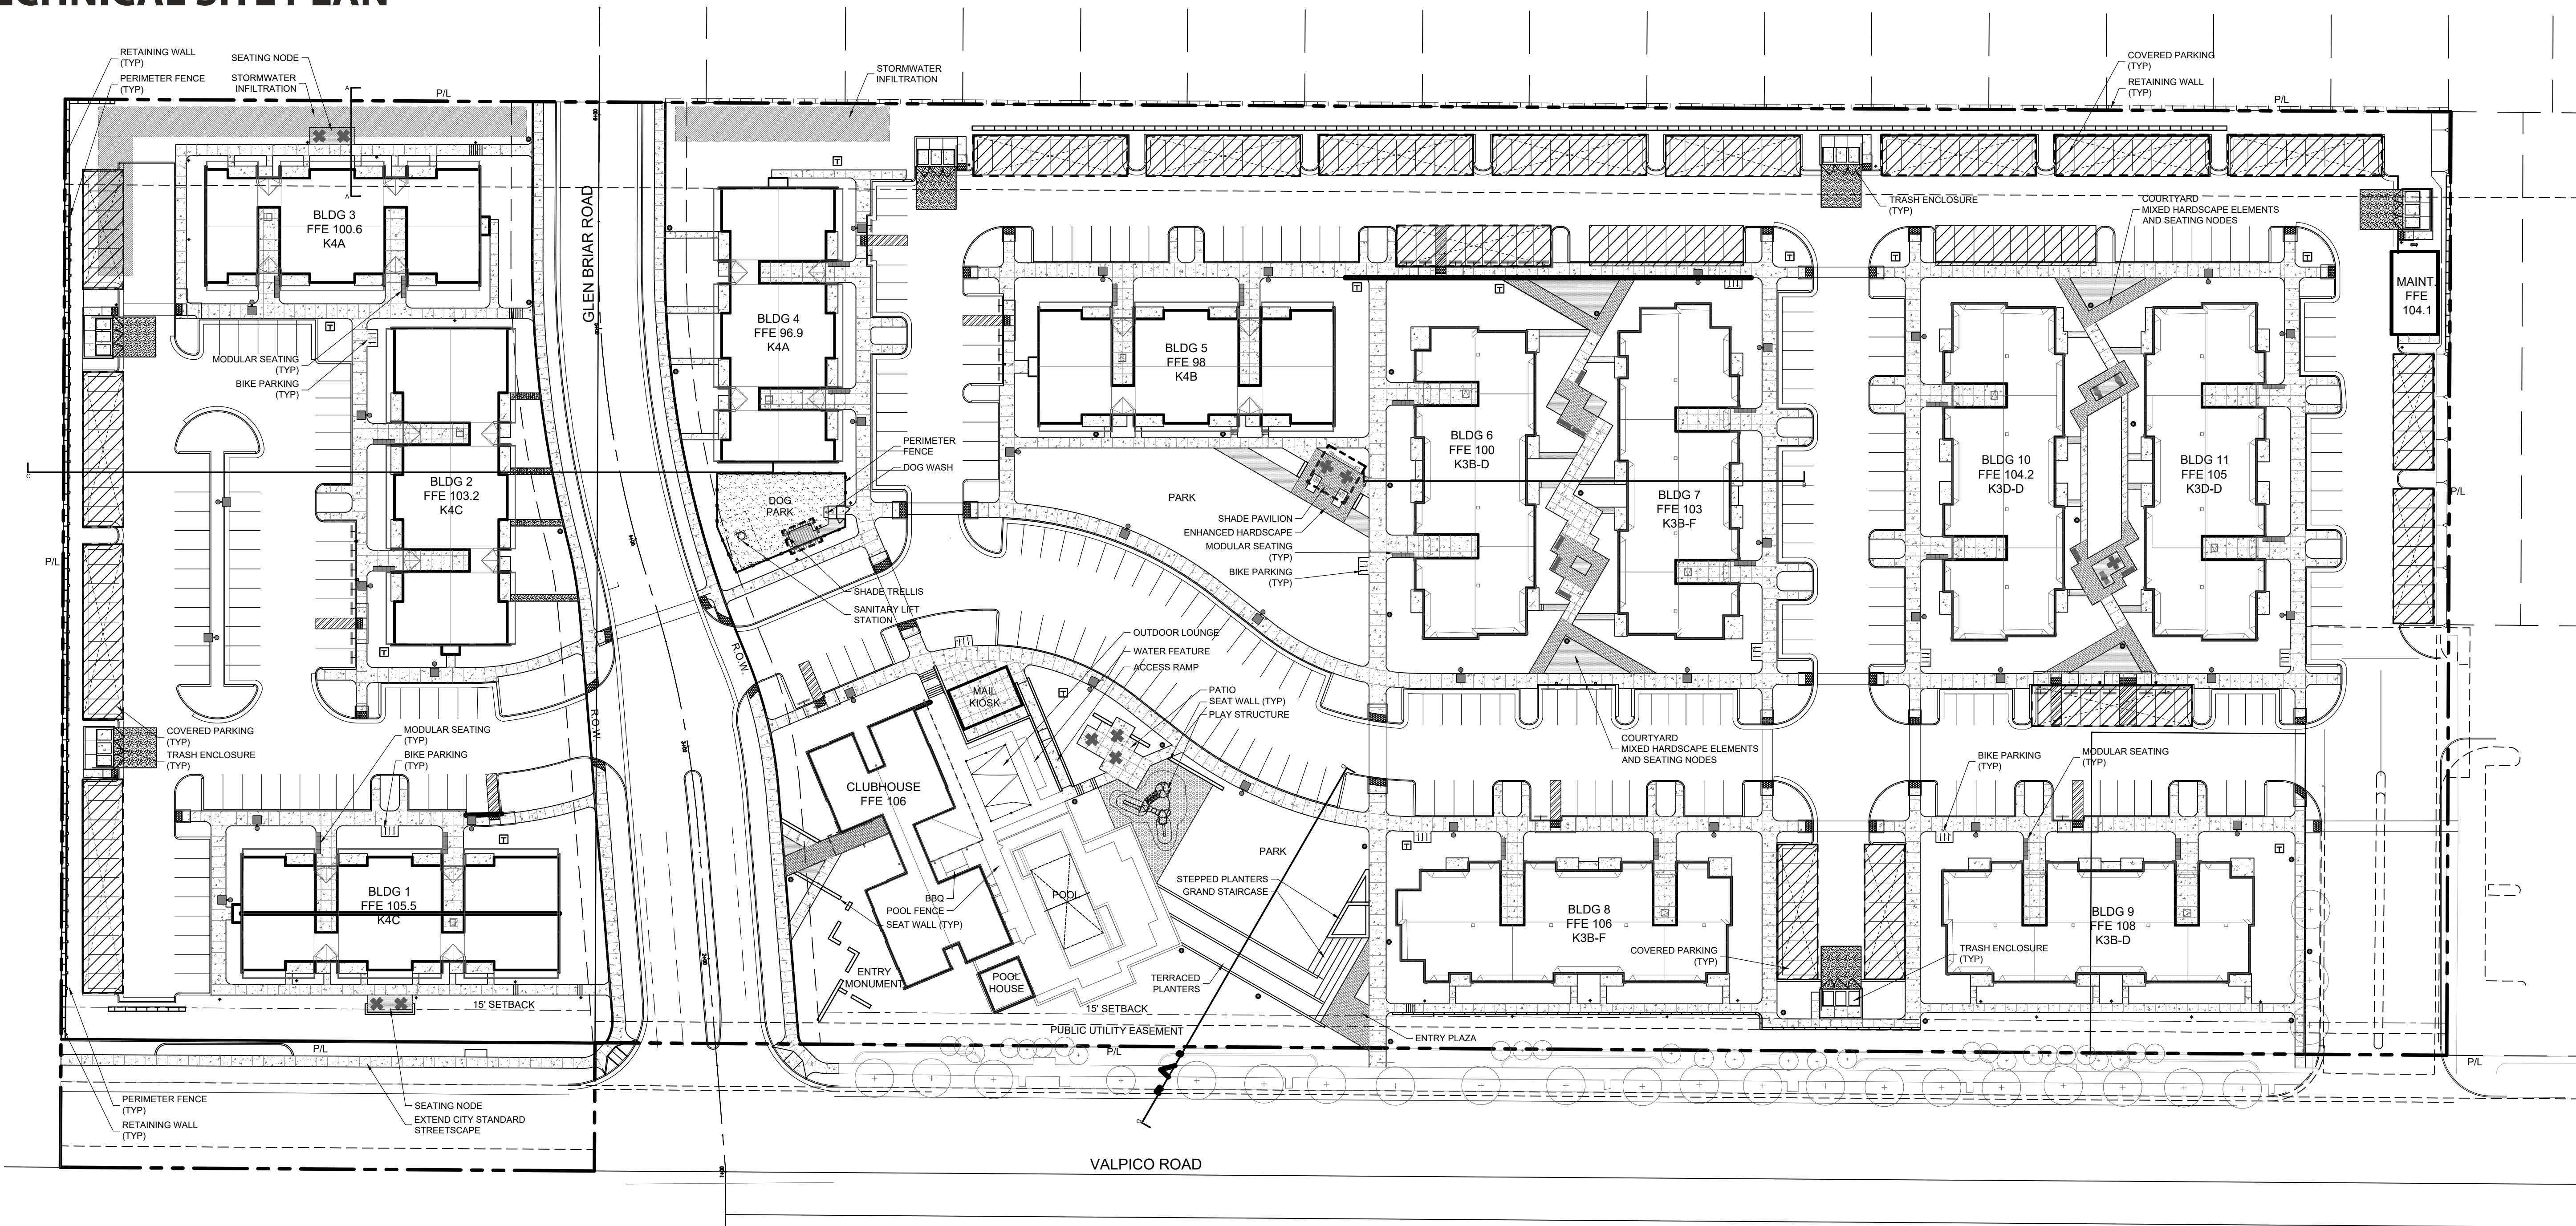 TECHNICAL SITE PLAN
RETAINING WALL
(TYP)
SEATING NODE
PERIMETER FENCE
(TYP)
STORMWATER
INFILTRATION
P/L
STORMWATER
INFILTRATION
COVERED PARKING
(TYP)
RETAINING WALL
(TYP)
P/L
A
A
BLDG 3
FFE 100.6
K4A
GLEN BRIAR ROAD
TRASH ENCLOSURE
(TYP)
COURTYARD
MIXED HARDSCAPE ELEMENTS
AND SEATING NODES
MAINT.
FFE
104.1
BLDG 4
FFE 96.9
K4A
BLDG 5
FFE 98
K4B
MODULAR SEATING
(TYP)
BIKE PARKING
(TYP)
BLDG 2
FFE 103.2
K4C
PERIMETER
FENCE
DOG WASH
DOG
PARK
PARK
SHADE PAVILION
ENHANCED HARDSCAPE
MODULAR SEATING
(TYP)
BIKE PARKING
(TYP)
BLDG 6
FFE 100
K3B-D
BLDG 7
FFE 103
K3B-F
BLDG 10
FFE 104.2
K3D-D
BLDG 11
FFE 105
K3D-D
P/L
P/L
SHADE TRELLIS
SANITARY LIFT
STATION
R.O.W.
R.O.W.
OUTDOOR LOUNGE
WATER FEATURE
ACCESS RAMP
MAIL
KIOSK
PATIO
SEAT WALL (TYP)
PLAY STRUCTURE
COVERED PARKING
(TYP)
TRASH ENCLOSURE
(TYP)
MODULAR SEATING
(TYP)
BIKE PARKING
(TYP)
COURTYARD
MIXED HARDSCAPE ELEMENTS
AND SEATING NODES
BIKE PARKING
(TYP)
MODULAR SEATING
(TYP)
CLUBHOUSE
FFE 106
BLDG 1
FFE 105.5
K4C
BBQ
POOL FENCE
SEAT WALL (TYP)
POOL
PARK
STEPPED PLANTERS
GRAND STAIRCASE
BLDG 8
FFE 106
K3B-F
COVERED PARKING
(TYP)
TRASH ENCLOSURE
(TYP)
BLDG 9
FFE 108
K3B-D
ENTRY
MONUMENT
POOL
HOUSE
TERRACED
PLANTERS
15' SETBACK
15' SETBACK
PUBLIC UTILITY EASEMENT
ENTRY PLAZA
P/L
P/L
P/L
PERIMETER FENCE
(TYP)
RETAINING WALL
(TYP)
SEATING NODE
EXTEND CITY STANDARD
STREETSCAPE
VALPICO ROAD